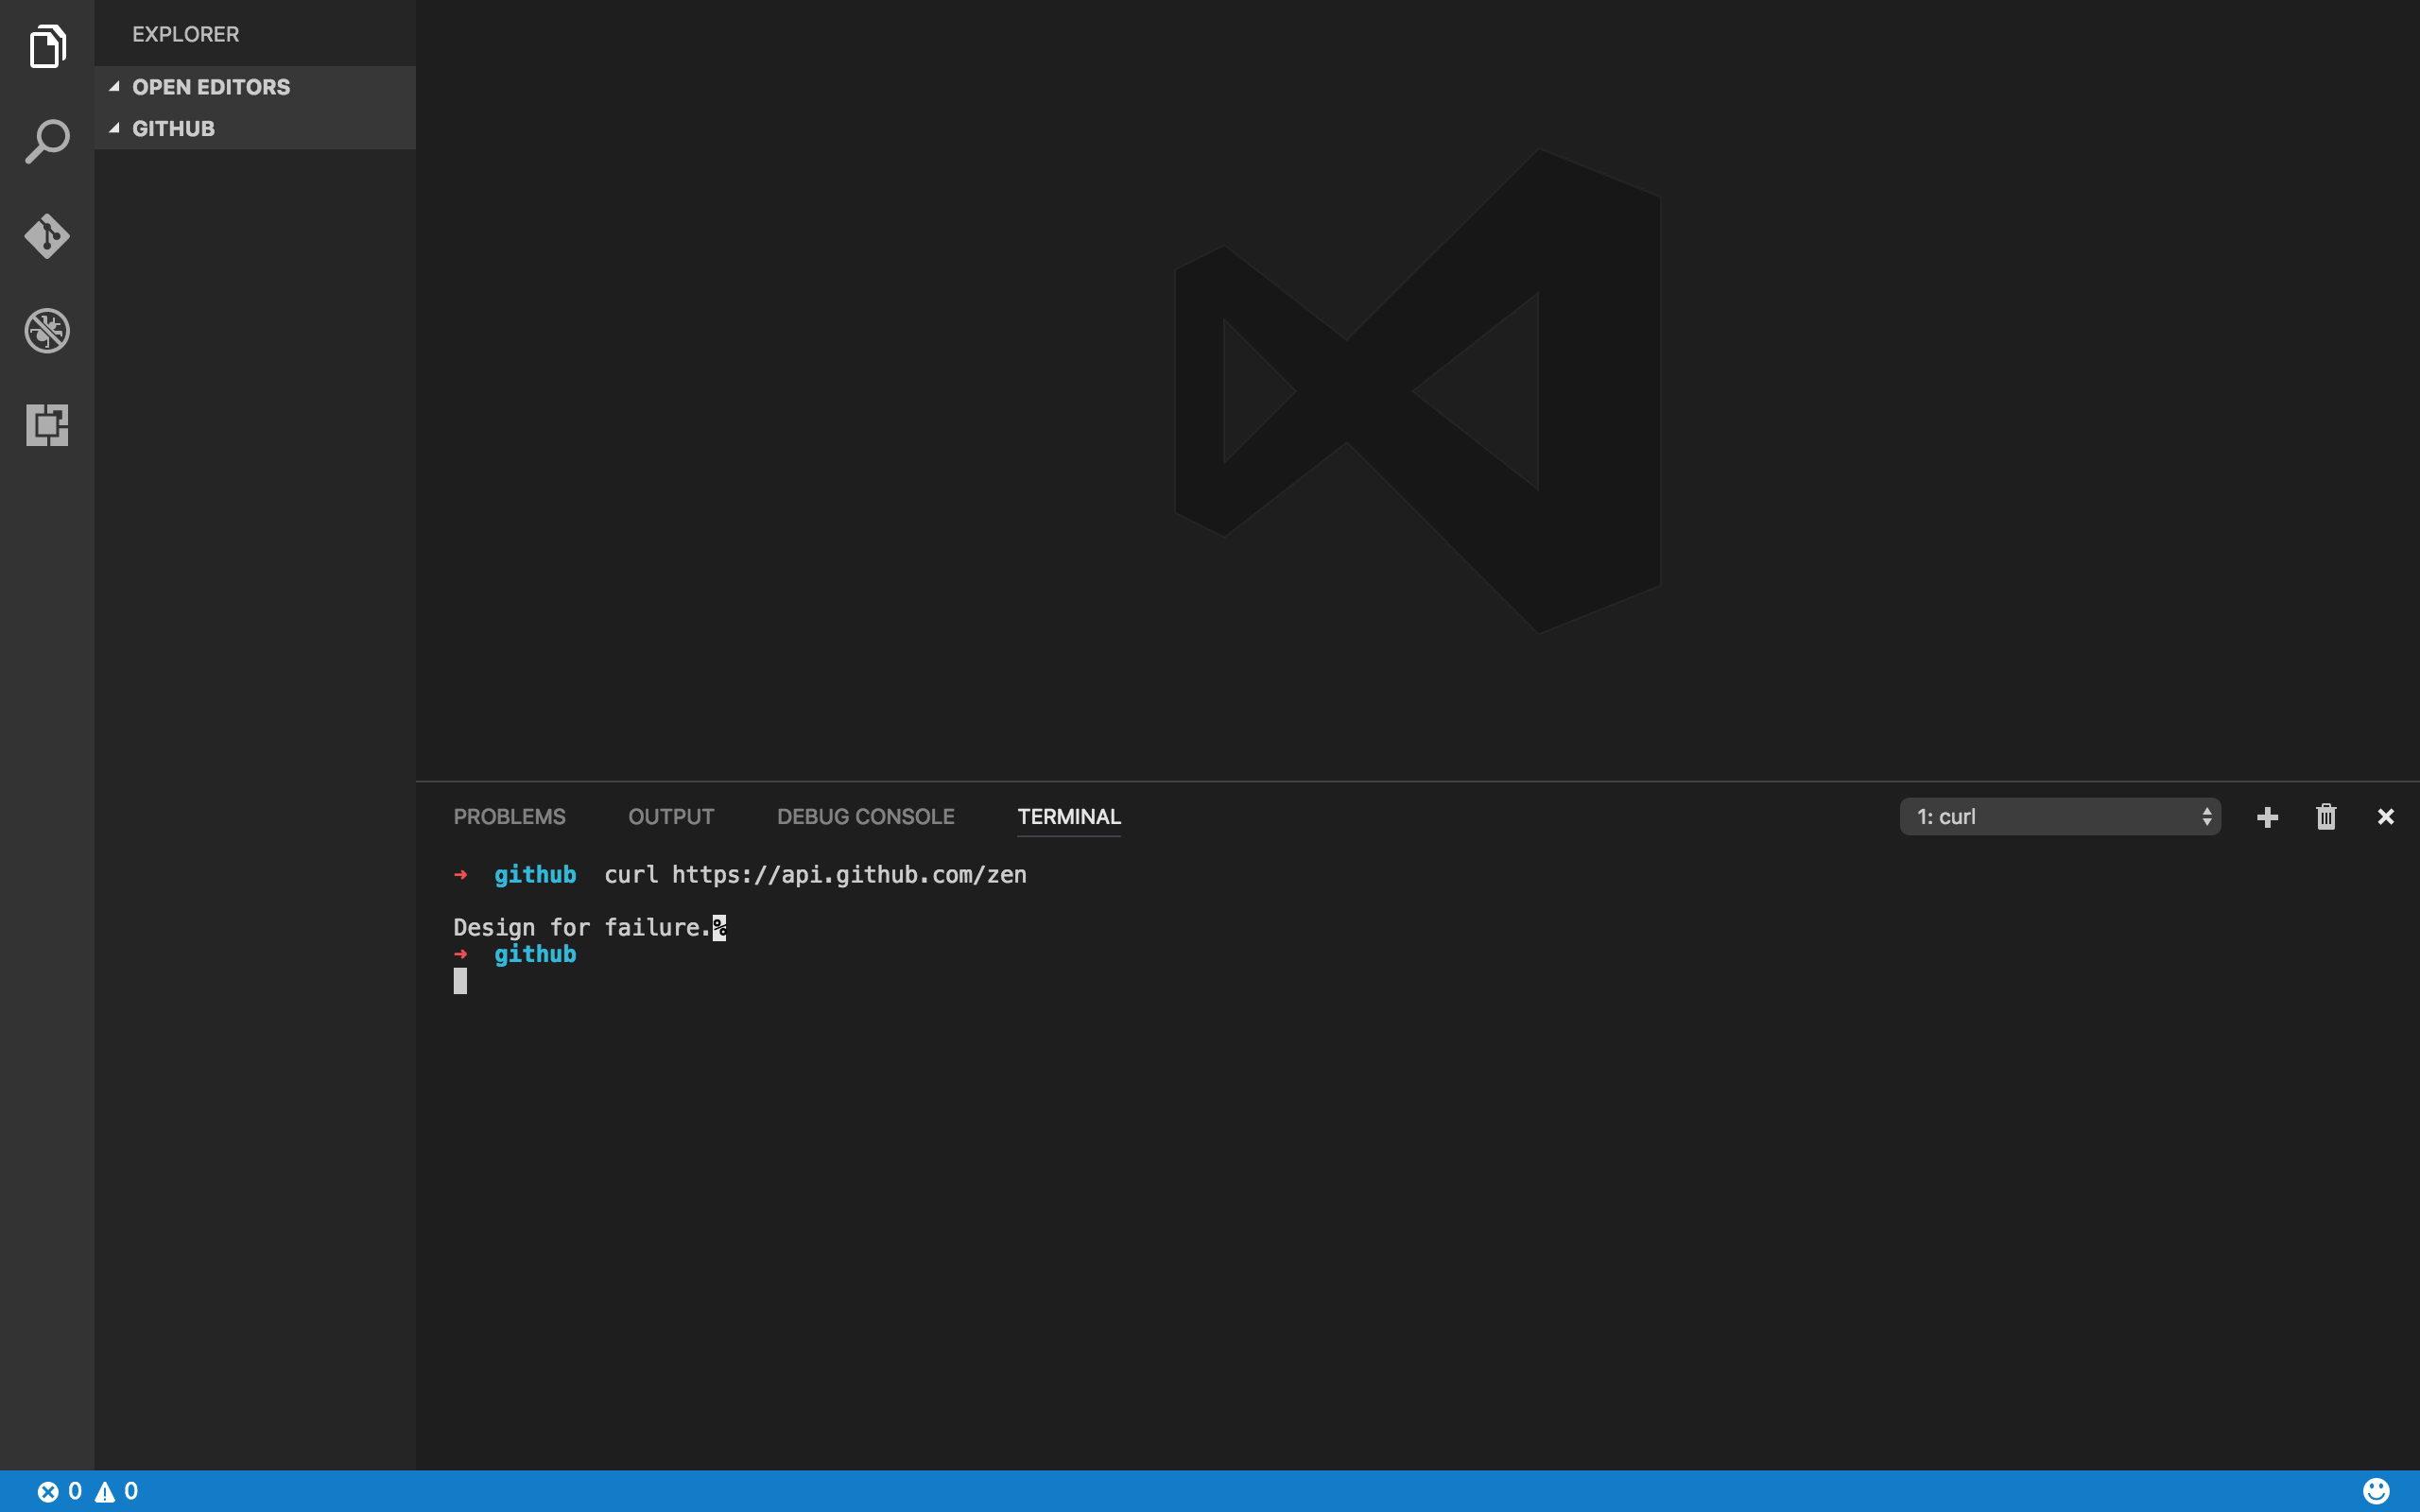 EXPLORER
OPEN EDITORS
GITHUB
PROBLEMS OUTPUT DEBUG CONSOLE TERMINAL 1: curl
➜ github curl https://api.github.com/zen
Design for failure.%
➜ github
0 0